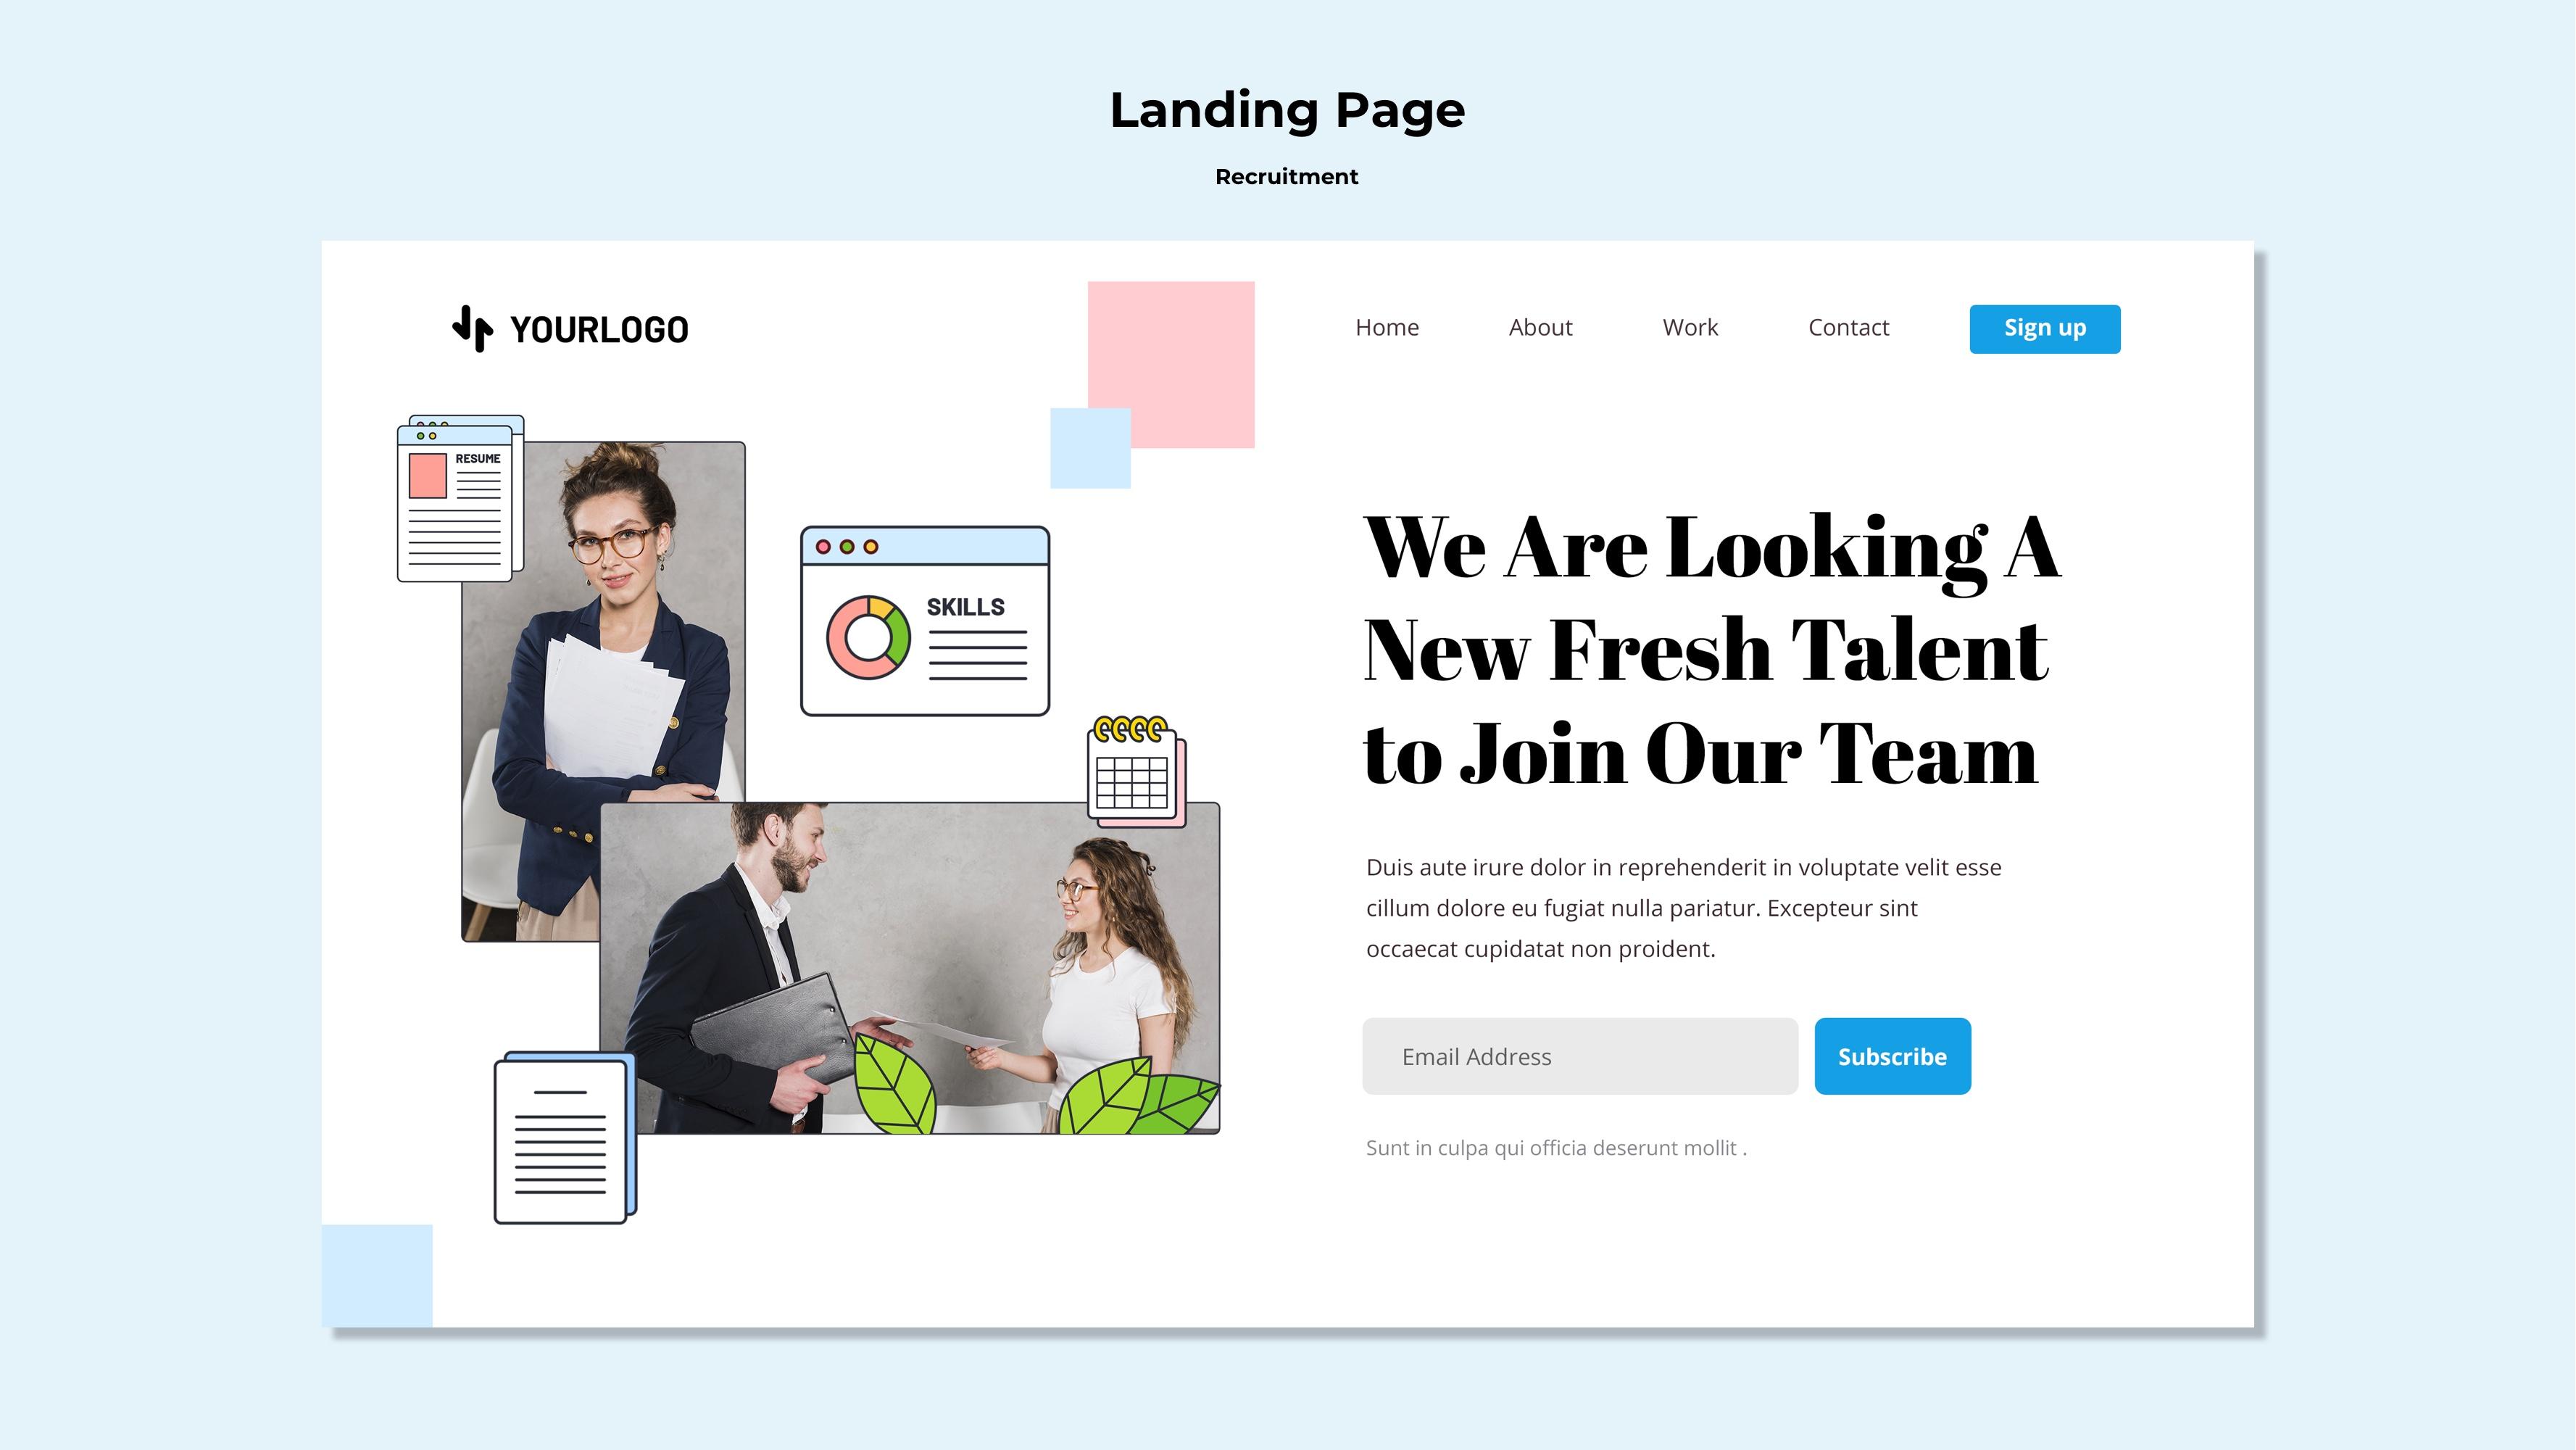 Landing Page
Recruitment
YOURLOGO
Home About Work Contact Sign up
RESUME
SKILLS
We Are Looking A
New Fresh Talent
to Join Our Team
Duis aute irure dolor in reprehenderit in voluptate velit esse
cillum dolore eu fugiat nulla pariatur. Excepteur sint
occaecat cupidatat non proident.
Email Address Subscribe
Sunt in culpa qui officia deserunt mollit .